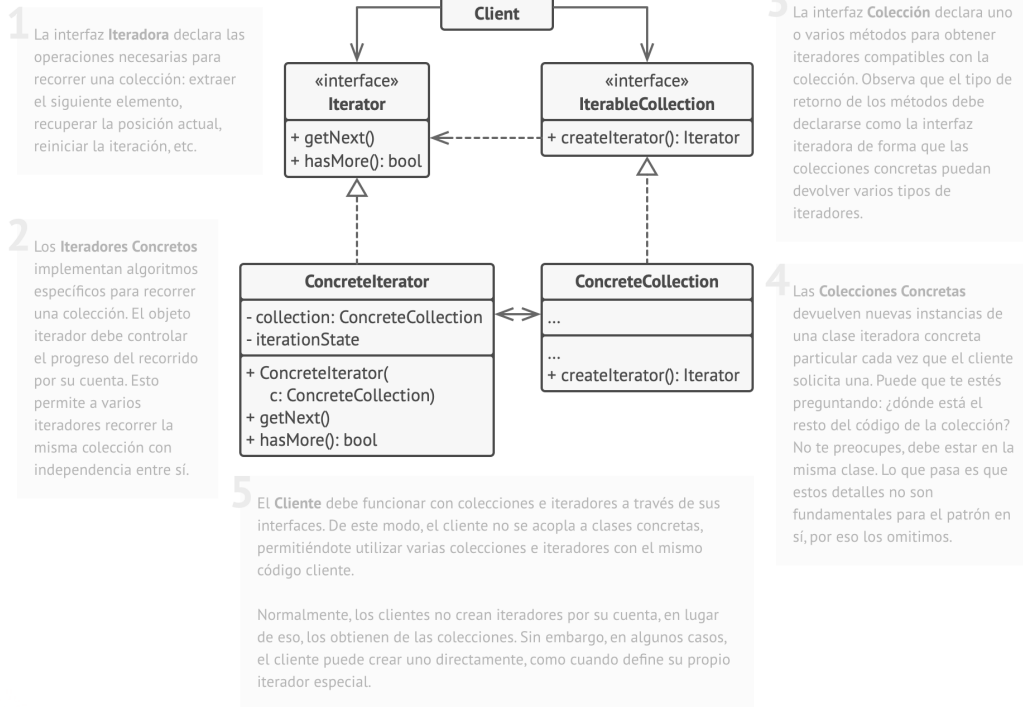 Client
1
La interfaz Iteradora declara las
operaciones necesarias para
recorrer una colección: extraer
el siguiente elemento,
recuperar la posición actual,
reiniciar la iteración, etc.
«interface»
Iterator
+ getNext()
+ hasMore(): bool
«interface»
IterableCollection
+ createIterator(): Iterator
3
La interfaz Colección declara uno
o varios métodos para obtener
iteradores compatibles con la
colección. Observa que el tipo de
retorno de los métodos debe
declararse como la interfaz
iteradora de forma que las
colecciones concretas puedan
devolver varios tipos de
iteradores.
2
Los Iteradores Concretos
implementan algoritmos
específicos para recorrer
una colección. El objeto
iterador debe controlar
el progreso del recorrido
por su cuenta. Esto
permite a varios
iteradores recorrer la
misma colección con
independencia entre sí.
ConcreteIterator
- collection: ConcreteCollection
- iterationState
+ ConcreteIterator(
c: ConcreteCollection)
+ getNext()
+ hasMore(): bool
ConcreteCollection
...
...
+ createIterator(): Iterator
4
Las Colecciones Concretas
devuelven nuevas instancias de
una clase iteradora concreta
particular cada vez que el cliente
solicita una. Puede que te estés
preguntando: ¿dónde está el
resto del código de la colección?
No te preocupes, debe estar en la
misma clase. Lo que pasa es que
estos detalles no son
fundamentales para el patrón en
sí, por eso los omitimos.
5
El Cliente debe funcionar con colecciones e iteradores a través de sus
interfaces. De este modo, el cliente no se acopla a clases concretas,
permitiéndote utilizar varias colecciones e iteradores con el mismo
código cliente.
Normalmente, los clientes no crean iteradores por su cuenta, en lugar
de eso, los obtienen de las colecciones. Sin embargo, en algunos casos,
el cliente puede crear uno directamente, como cuando define su propio
iterador especial.